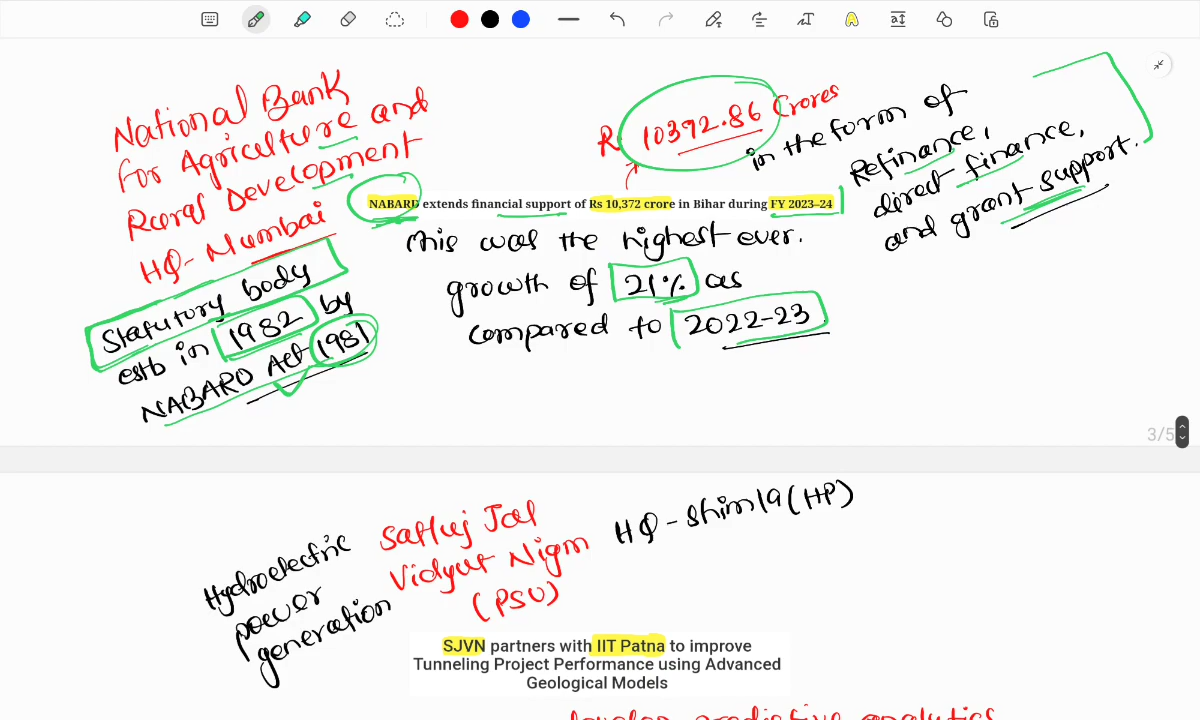 National Bank
for Agriculture and
Rural Development
HQ- Mumbai
Statutory body
estb in 1982 by
NABARD Act 1981
R 10392.86 Crores
in the form of
Refinance,
direct finance,
and grant support.
NABARD extends financial support of Rs 10,372 crore in Bihar during FY 2023–24
This was the highest ever.
growth of 21% as
compared to 2022-23
3/5
Hydroelectric
power
generation
Satluj Jal
Vidyut Nigm
(PSU)
HQ - Shimla (HP)
SJVN partners with IIT Patna to improve
Tunneling Project Performance using Advanced
Geological Models
develop predictive analytics